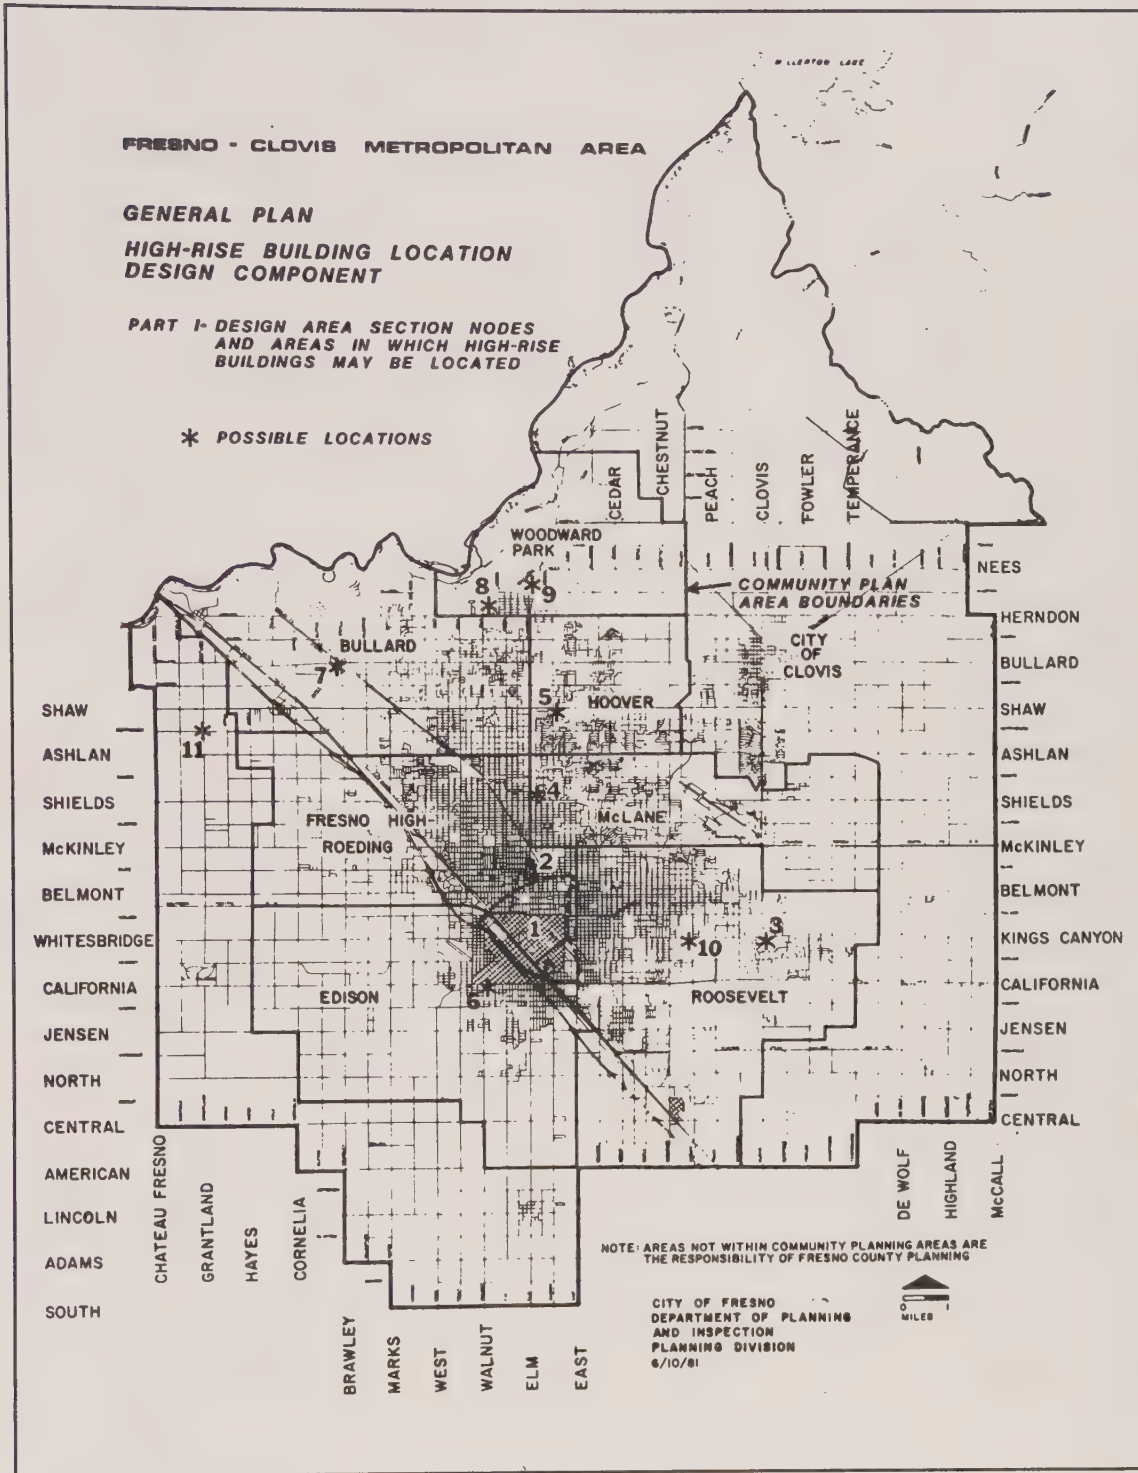 MILLERTON LAKE
FRESNO - CLOVIS METROPOLITAN AREA
GENERAL PLAN
HIGH-RISE BUILDING LOCATION
DESIGN COMPONENT
PART I- DESIGN AREA SECTION NODES
AND AREAS IN WHICH HIGH-RISE
BUILDINGS MAY BE LOCATED
* POSSIBLE LOCATIONS
CEDAR
CHESTNUT
PEACH
CLOVIS
FOWLER
TEMPERANCE
WOODWARD
PARK
8
9
COMMUNITY PLAN
AREA BOUNDARIES
CITY
OF
CLOVIS
BULLARD
7
5
HOOVER
11
4
McLANE
FRESNO HIGH-
ROEDING
2
1
10
3
6
EDISON
ROOSEVELT
SHAW
ASHLAN
SHIELDS
McKINLEY
BELMONT
WHITESBRIDGE
CALIFORNIA
JENSEN
NORTH
CENTRAL
AMERICAN
LINCOLN
ADAMS
SOUTH
NEES
HERNDON
BULLARD
SHAW
ASHLAN
SHIELDS
McKINLEY
BELMONT
KINGS CANYON
CALIFORNIA
JENSEN
NORTH
CENTRAL
CHATEAU FRESNO
GRANTLAND
HAYES
CORNELIA
BRAWLEY
MARKS
WEST
WALNUT
ELM
EAST
DE WOLF
HIGHLAND
McCALL
NOTE: AREAS NOT WITHIN COMMUNITY PLANNING AREAS ARE
THE RESPONSIBILITY OF FRESNO COUNTY PLANNING
CITY OF FRESNO
DEPARTMENT OF PLANNING
AND INSPECTION
PLANNING DIVISION
6/10/81
0 1
MILES